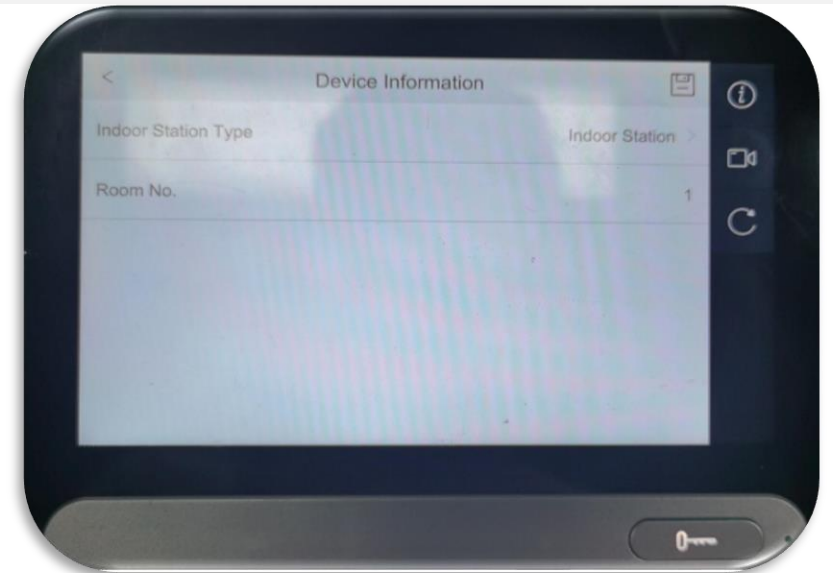 Device Information
Indoor Station Type Indoor Station >
Room No. 1